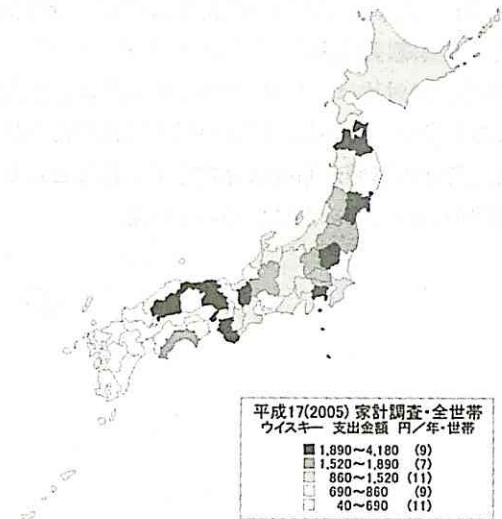 平成17(2005) 家計調査・全世帯
ウイスキー 支出金額 円/年・世帯
1,890～4,180 (9)
1,520～1,890 (7)
860～1,520 (11)
690～860 (9)
40～690 (11)